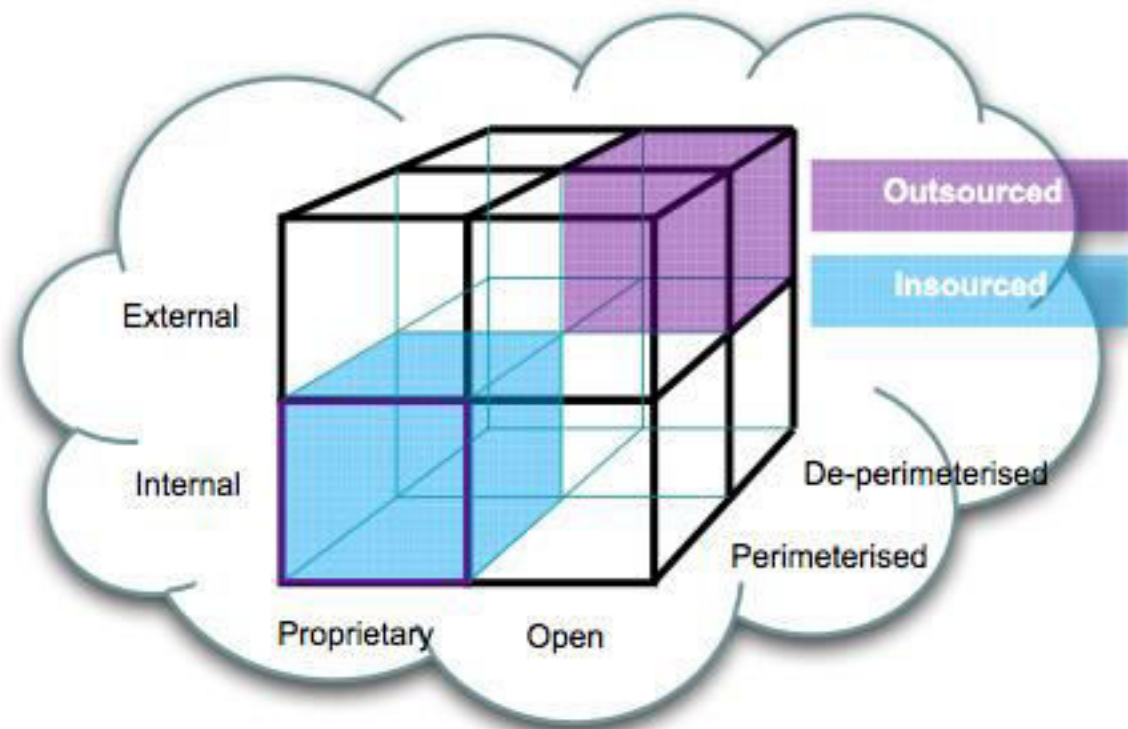 Outsourced
Insourced
External
Internal
De-perimeterised
Perimeterised
Proprietary
Open